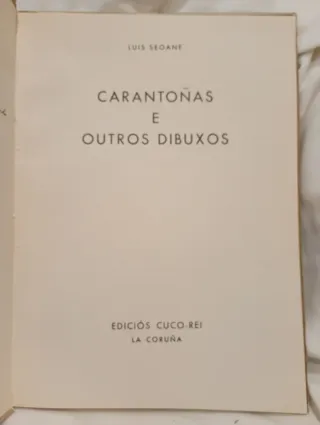 LUIS SEOANE
CARANTOÑAS
E
OUTROS DIBUXOS
EDICIÓS CUCO-REI
LA CORUÑA